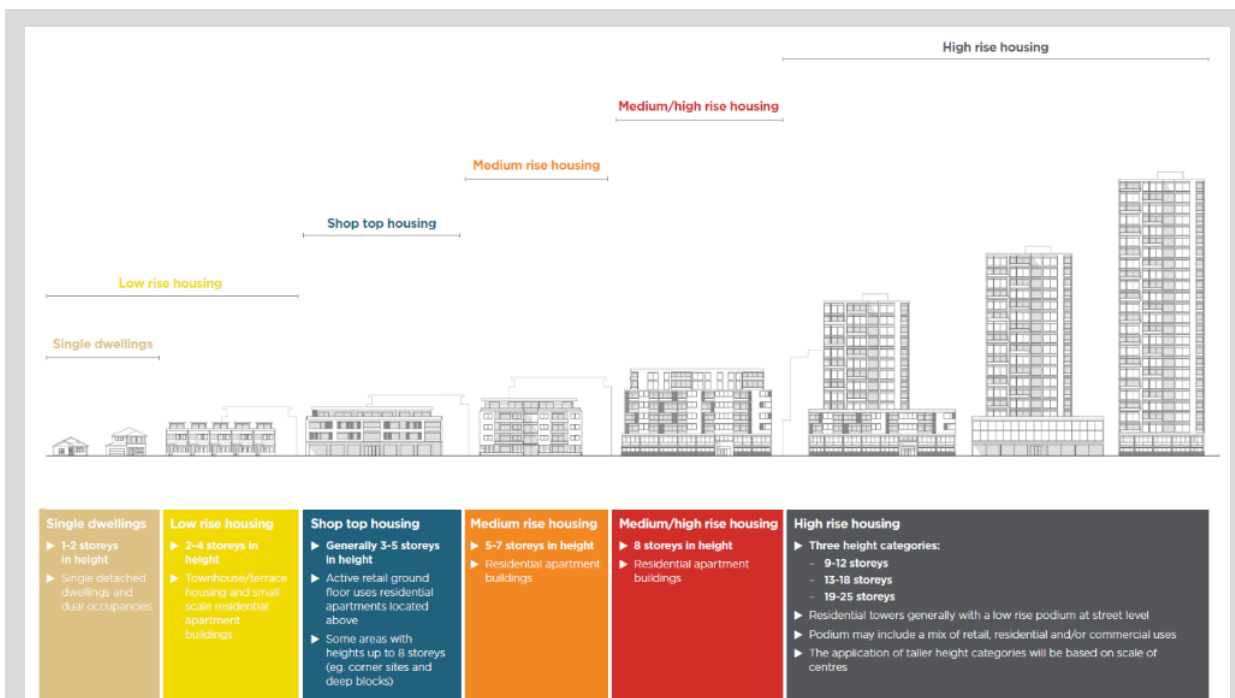 High rise housing
Medium/high rise housing
Medium rise housing
Shop top housing
Low rise housing
Single dwellings
Single dwellings
▶ 1-2 storeys
in height
▶ Single detached
dwellings and
dual occupancies
Low rise housing
▶ 2-4 storeys in
height
▶ Townhouse/terrace
housing and small
scale residential
apartment
buildings
Shop top housing
▶ Generally 3-5 storeys
in height
▶ Active retail ground
floor uses residential
apartments located
above
▶ Some areas with
heights up to 8 storeys
(eg. corner sites and
deep blocks)
Medium rise housing
▶ 5-7 storeys in height
▶ Residential apartment
buildings
Medium/high rise housing
▶ 8 storeys in height
▶ Residential apartment
buildings
High rise housing
▶ Three height categories:
- 9-12 storeys
- 13-18 storeys
- 19-25 storeys
▶ Residential towers generally with a low rise podium at street level
▶ Podium may include a mix of retail, residential and/or commercial uses
▶ The application of taller height categories will be based on scale of
centres